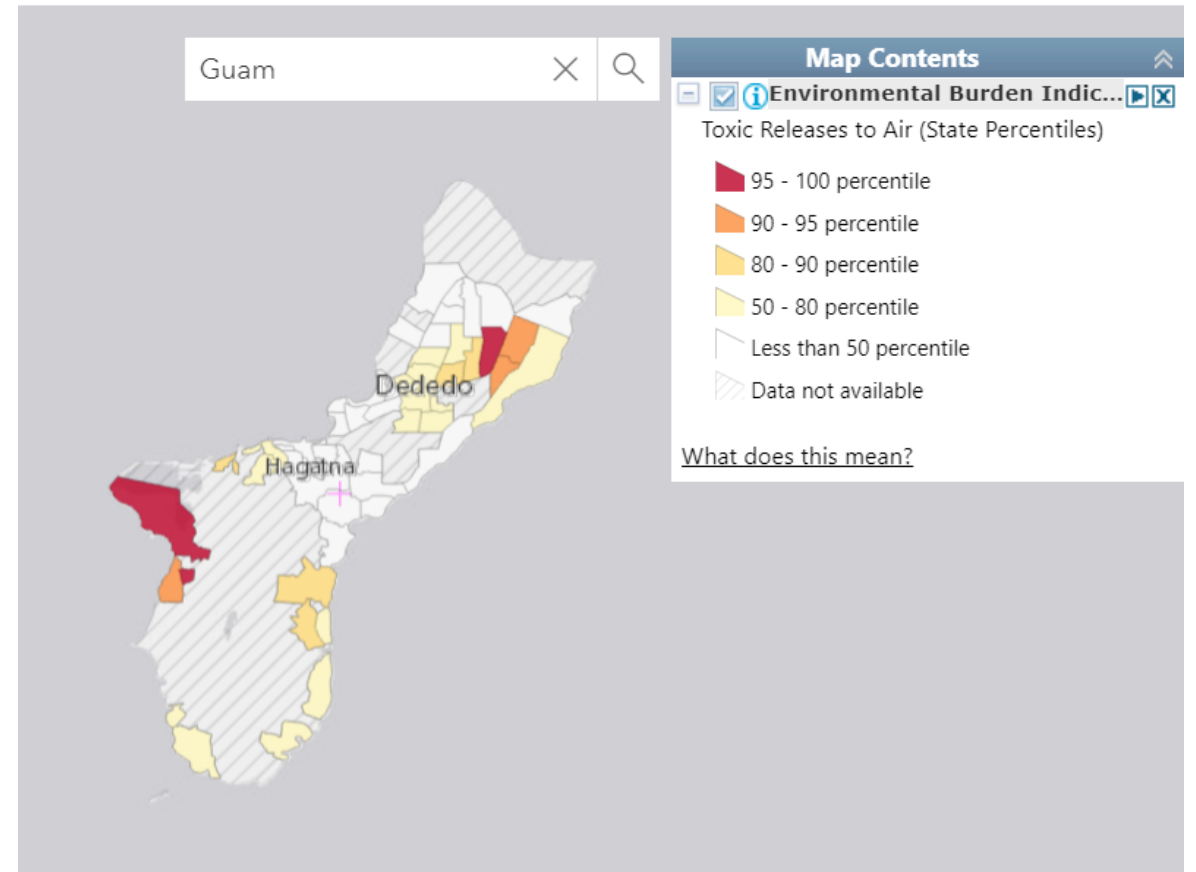 Guam
Map Contents
Environmental Burden Indic...
Toxic Releases to Air (State Percentiles)
95 - 100 percentile
90 - 95 percentile
80 - 90 percentile
50 - 80 percentile
Less than 50 percentile
Data not available
What does this mean?
Dededo
Hagatna